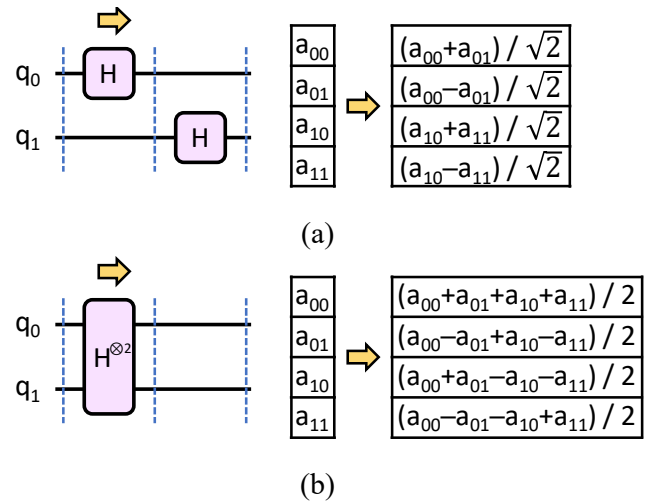 q₀ H
q₁ H
a₀₀ (a₀₀+a₀₁) / √2
a₀₁ (a₀₀–a₀₁) / √2
a₁₀ (a₁₀+a₁₁) / √2
a₁₁ (a₁₀–a₁₁) / √2
(a)
q₀
H⊗2
q₁
a₀₀ (a₀₀+a₀₁+a₁₀+a₁₁) / 2
a₀₁ (a₀₀–a₀₁+a₁₀–a₁₁) / 2
a₁₀ (a₀₀+a₀₁–a₁₀–a₁₁) / 2
a₁₁ (a₀₀–a₀₁–a₁₀+a₁₁) / 2
(b)